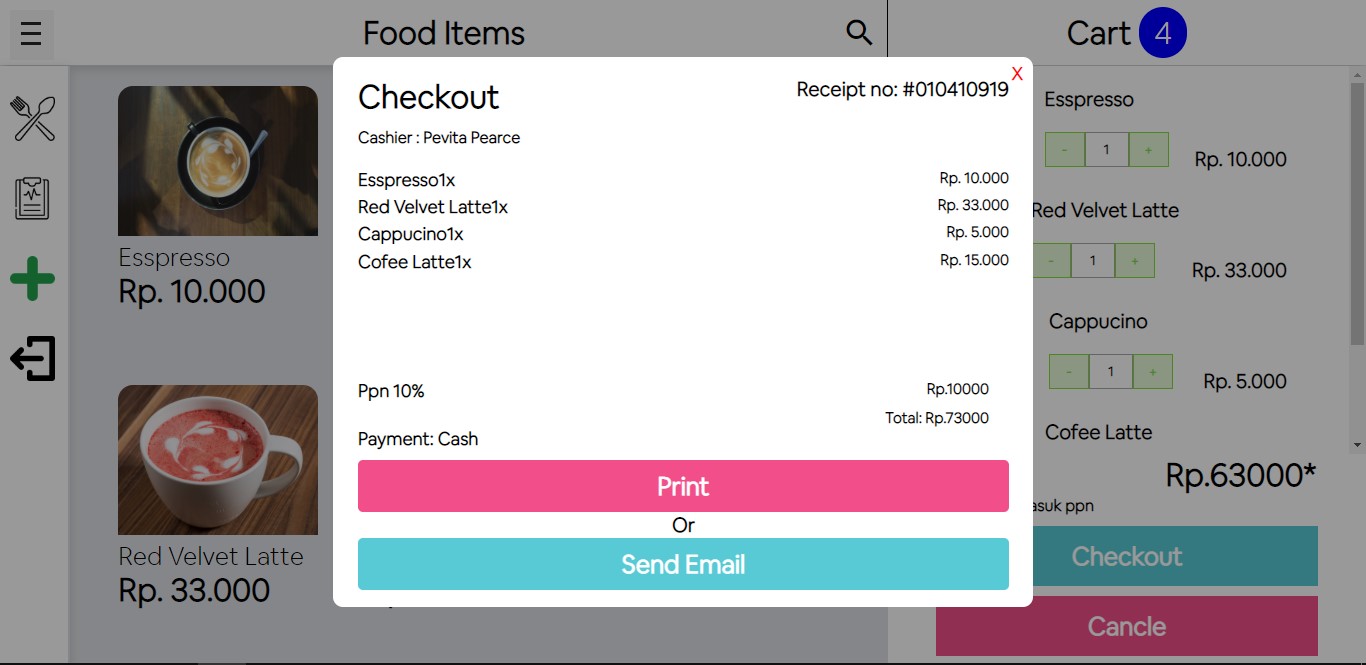 Food Items
Cart 4
X
Checkout
Receipt no: #010410919
Cashier : Pevita Pearce
Esspresso1x Rp. 10.000
Red Velvet Latte1x Rp. 33.000
Cappucino1x Rp. 5.000
Cofee Latte1x Rp. 15.000
Ppn 10% Rp.10000
Total: Rp.73000
Payment: Cash
Print
Or
Send Email
Esspresso
Rp. 10.000
Red Velvet Latte
Rp. 33.000
Esspresso
- 1 + Rp. 10.000
Red Velvet Latte
- 1 + Rp. 33.000
Cappucino
- 1 + Rp. 5.000
Cofee Latte
Rp.63000*
asuk ppn
Checkout
Cancle